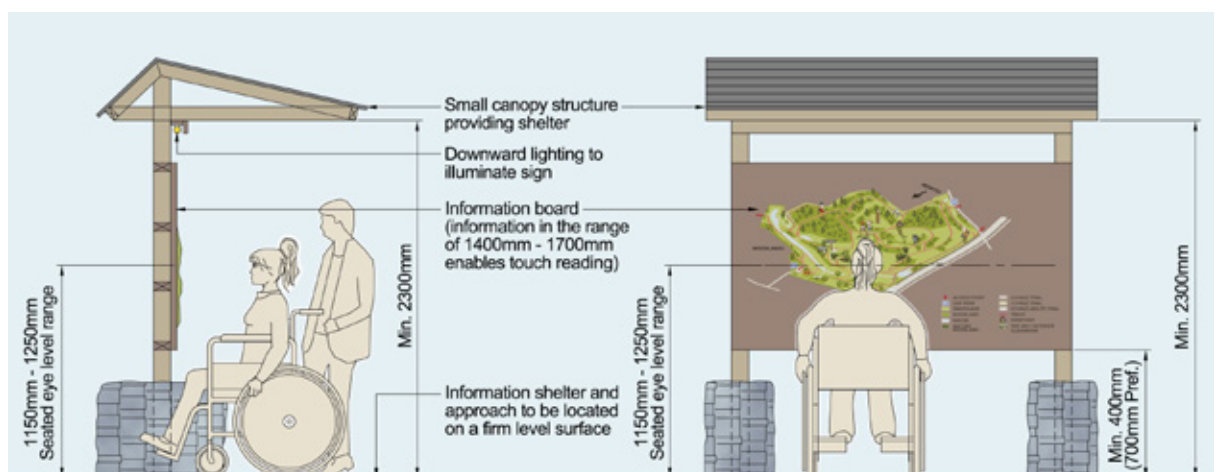 Small canopy structure
providing shelter
Downward lighting to
illuminate sign
Information board
(information in the range
of 1400mm - 1700mm
enables touch reading)
Information shelter and
approach to be located
on a firm level surface
1150mm - 1250mm
Seated eye level range
Min. 2300mm
1150mm - 1250mm
Seated eye level range
Min. 400mm
(700mm Pref.)
Min. 2300mm